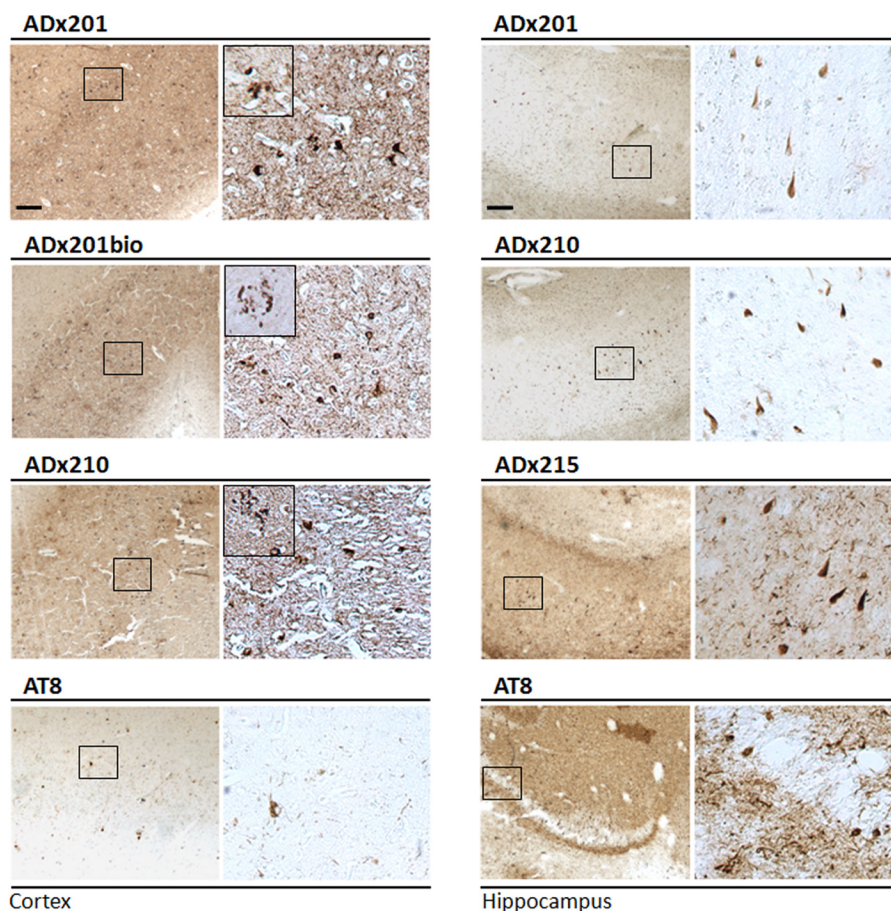 ADx201
ADx201bio
ADx210
AT8
Cortex
ADx201
ADx210
ADx215
AT8
Hippocampus